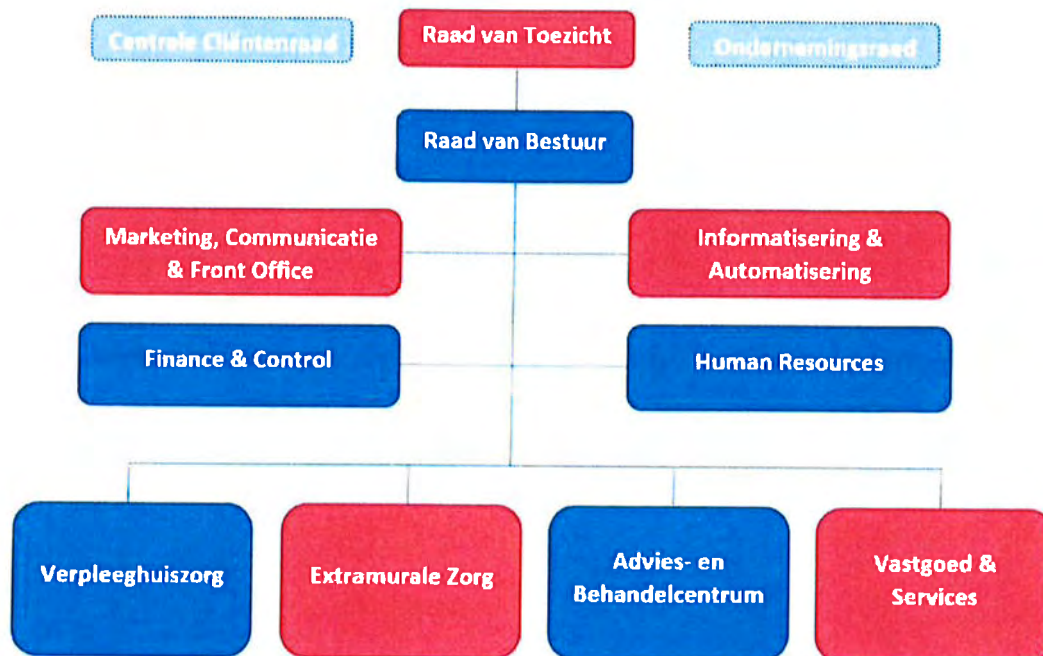 Centrale Cliëntenraad
Raad van Toezicht
Ondernemingsraad
Raad van Bestuur
Marketing, Communicatie
& Front Office
Informatisering &
Automatisering
Finance & Control
Human Resources
Verpleeghuiszorg
Extramurale Zorg
Advies- en
Behandelcentrum
Vastgoed &
Services